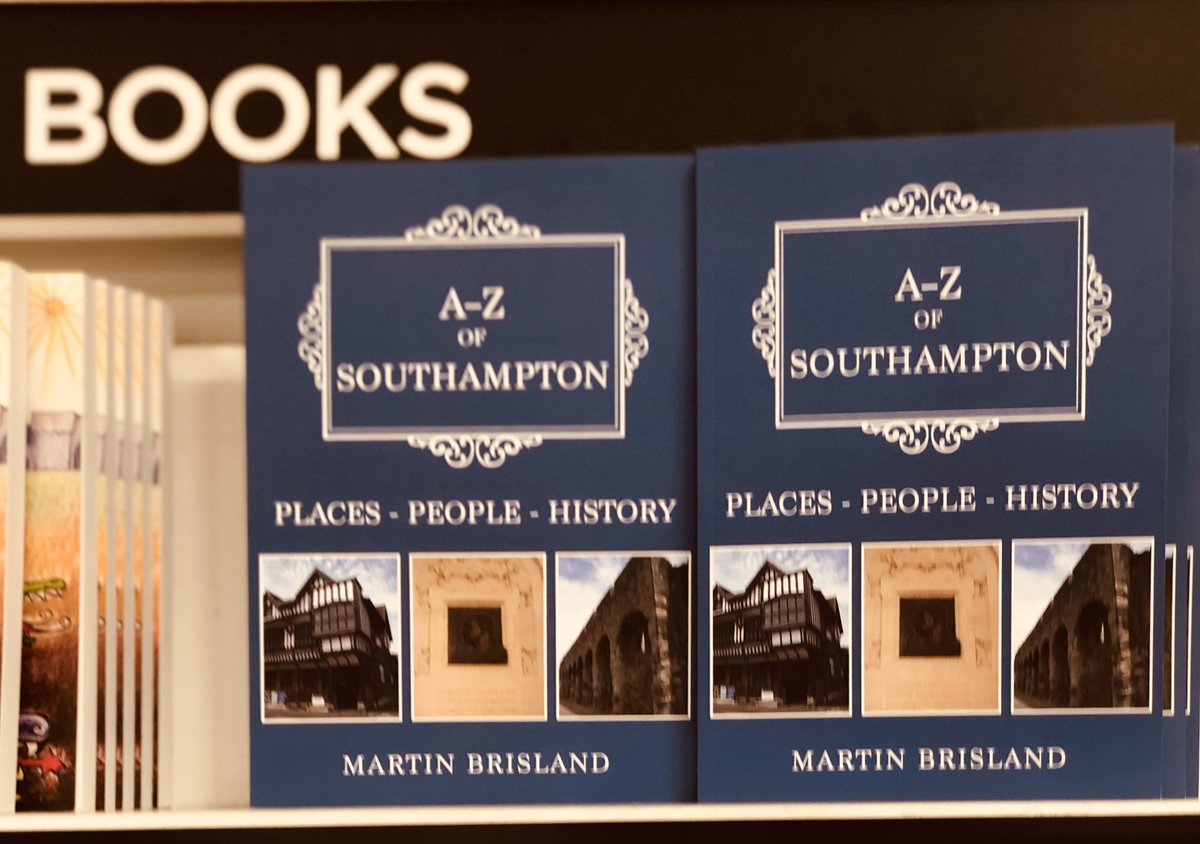 BOOKS
A-Z
OF
SOUTHAMPTON
PLACES - PEOPLE - HISTORY
MARTIN BRISLAND
A-Z
OF
SOUTHAMPTON
PLACES - PEOPLE - HISTORY
MARTIN BRISLAND